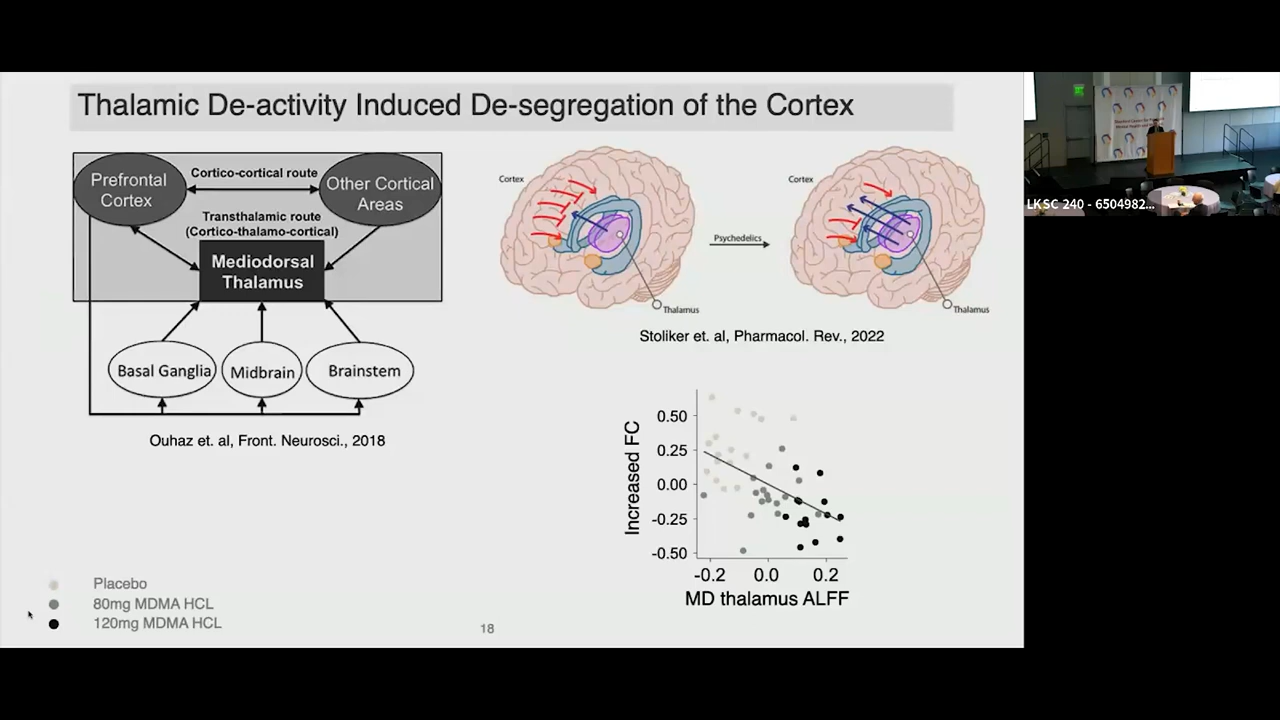 Thalamic De-activity Induced De-segregation of the Cortex
Prefrontal
Cortex
Cortico-cortical route
Other Cortical
Areas
Transthalamic route
(Cortico-thalamo-cortical)
Mediodorsal
Thalamus
Basal Ganglia
Midbrain
Brainstem
Ouhaz et. al, Front. Neurosci., 2018
Cortex
Thalamus
Psychedelics
Cortex
Thalamus
Stoliker et. al, Pharmacol. Rev., 2022
Increased FC
0.50
0.25
0.00
-0.25
-0.50
-0.2
0.0
0.2
MD thalamus ALFF
Placebo
80mg MDMA HCL
120mg MDMA HCL
18
LKSC 240 - 6504982...